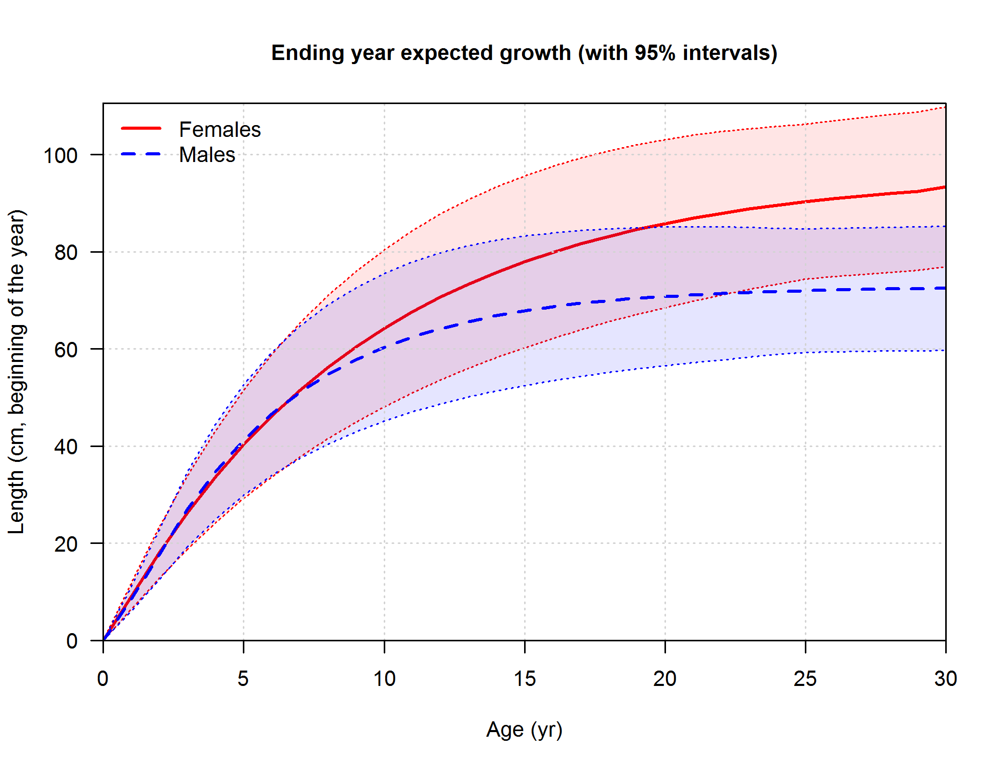 Ending year expected growth (with 95% intervals)
Females
Males
Length (cm, beginning of the year)
100
80
60
40
20
0
0 5 10 15 20 25 30
Age (yr)